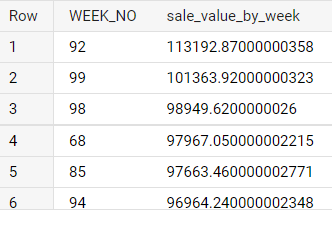 Row WEEK_NO sale_value_by_week
1 92 113192.87000000358
2 99 101363.92000000323
3 98 98949.6200000026
4 68 97967.050000002215
5 85 97663.460000002771
6 94 96964.240000002348